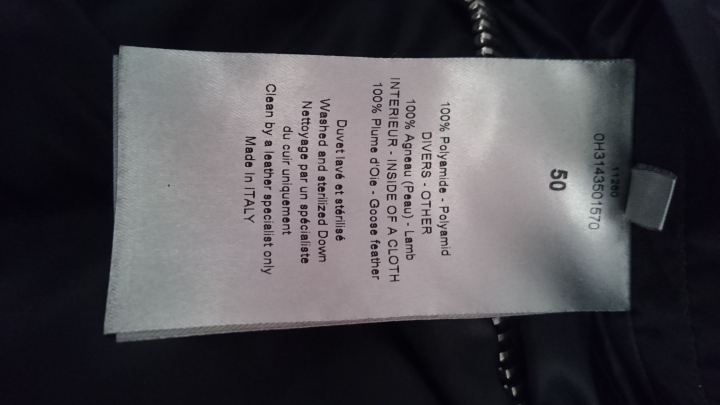 11260
0H3143501570
50
100% Polyamide - Polyamid
DIVERS - OTHER
100% Agneau (Peau) - Lamb
INTERIEUR - INSIDE OF A CLOTH
100% Plume d'Oie - Goose feather
Duvet lavé et stérilisé
Washed and sterilized Down
Nettoyage par un spécialiste
du cuir uniquement
Clean by a leather specialist only
Made in ITALY